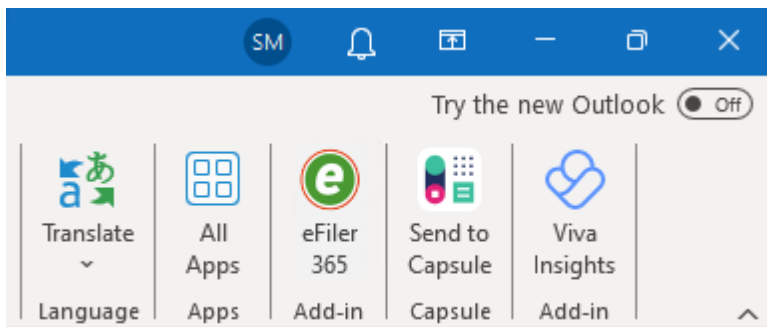 SM
Try the new Outlook Off
あ
a
e
Translate All eFiler Send to Viva
Apps 365 Capsule Insights
Language Apps Add-in Capsule Add-in